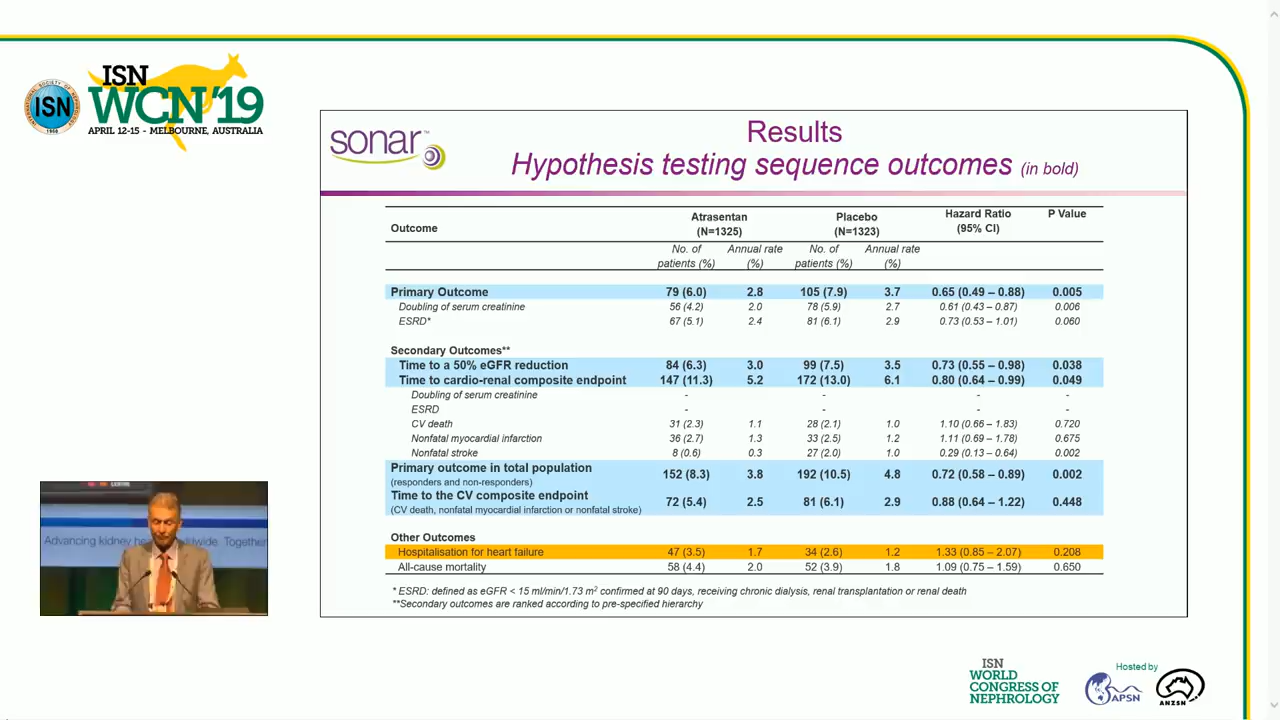 ISN
WCN'19
APRIL 12-15 - MELBOURNE, AUSTRALIA
INTERNATIONAL SOCIETY OF NEPHROLOGY
ISN
1960
sonar™
Results
Hypothesis testing sequence outcomes (in bold)
Outcome Atrasentan (N=1325) Placebo (N=1323) Hazard Ratio (95% CI) P Value
No. of patients (%) Annual rate (%) No. of patients (%) Annual rate (%)
Primary Outcome 79 (6.0) 2.8 105 (7.9) 3.7 0.65 (0.49 – 0.88) 0.005
Doubling of serum creatinine 56 (4.2) 2.0 78 (5.9) 2.7 0.61 (0.43 – 0.87) 0.006
ESRD* 67 (5.1) 2.4 81 (6.1) 2.9 0.73 (0.53 – 1.01) 0.060
Secondary Outcomes**
Time to a 50% eGFR reduction 84 (6.3) 3.0 99 (7.5) 3.5 0.73 (0.55 – 0.98) 0.038
Time to cardio-renal composite endpoint 147 (11.3) 5.2 172 (13.0) 6.1 0.80 (0.64 – 0.99) 0.049
Doubling of serum creatinine - - - -
ESRD - - - -
CV death 31 (2.3) 1.1 28 (2.1) 1.0 1.10 (0.66 – 1.83) 0.720
Nonfatal myocardial infarction 36 (2.7) 1.3 33 (2.5) 1.2 1.11 (0.69 – 1.78) 0.675
Nonfatal stroke 8 (0.6) 0.3 27 (2.0) 1.0 0.29 (0.13 – 0.64) 0.002
Primary outcome in total population 152 (8.3) 3.8 192 (10.5) 4.8 0.72 (0.58 – 0.89) 0.002
(responders and non-responders)
Time to the CV composite endpoint 72 (5.4) 2.5 81 (6.1) 2.9 0.88 (0.64 – 1.22) 0.448
(CV death, nonfatal myocardial infarction or nonfatal stroke)
Other Outcomes
Hospitalisation for heart failure 47 (3.5) 1.7 34 (2.6) 1.2 1.33 (0.85 – 2.07) 0.208
All-cause mortality 58 (4.4) 2.0 52 (3.9) 1.8 1.09 (0.75 – 1.59) 0.650
* ESRD: defined as eGFR < 15 ml/min/1.73 m² confirmed at 90 days, receiving chronic dialysis, renal transplantation or renal death
**Secondary outcomes are ranked according to pre-specified hierarchy
Advancing kidney worldwide. Together
ISN
WORLD
CONGRESS OF
NEPHROLOGY
Hosted by
APSN
ANZSN